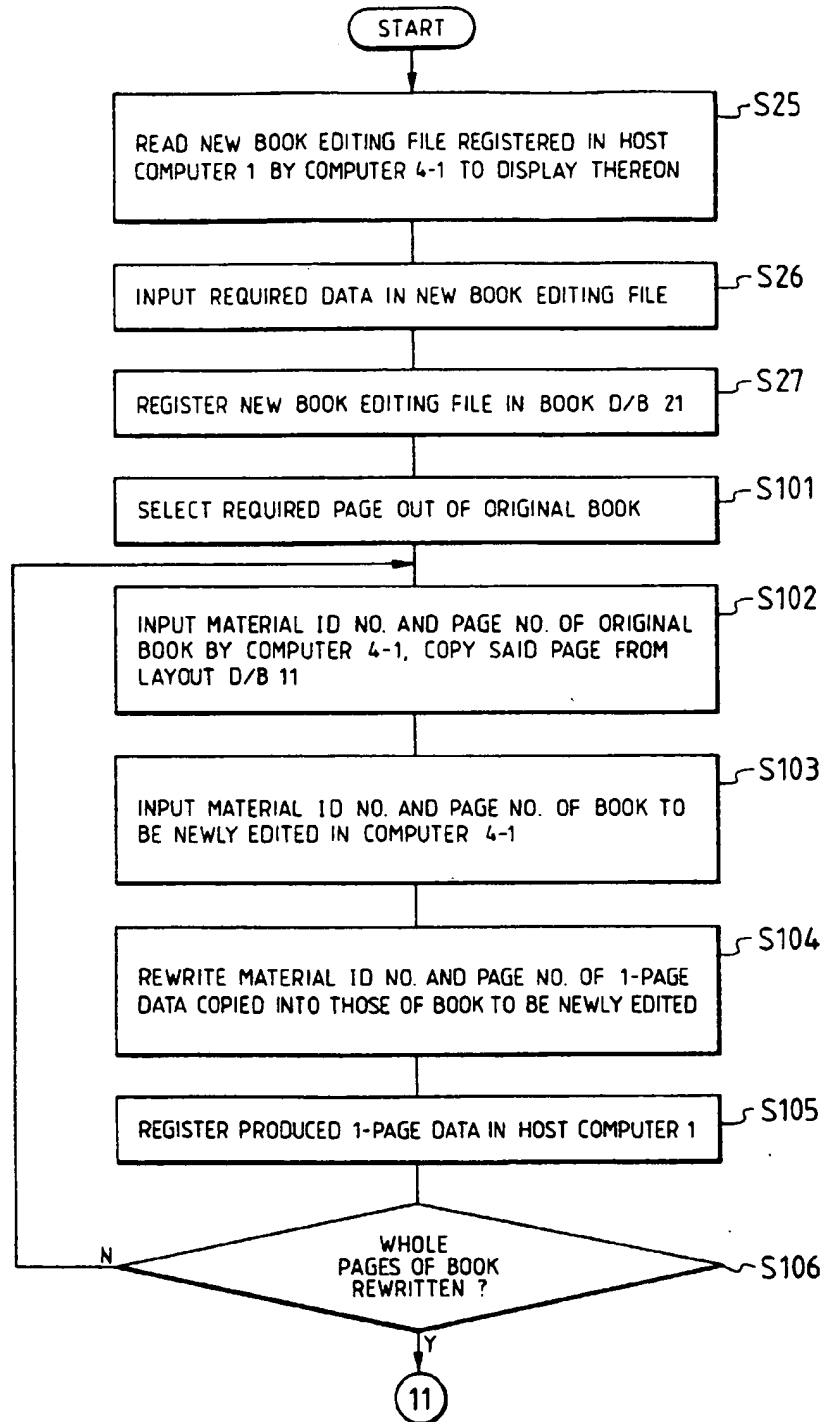 START
S25
READ NEW BOOK EDITING FILE REGISTERED IN HOST
COMPUTER 1 BY COMPUTER 4-1 TO DISPLAY THEREON
S26
INPUT REQUIRED DATA IN NEW BOOK EDITING FILE
S27
REGISTER NEW BOOK EDITING FILE IN BOOK D/B 21
S101
SELECT REQUIRED PAGE OUT OF ORIGINAL BOOK
S102
INPUT MATERIAL ID NO. AND PAGE NO. OF ORIGINAL
BOOK BY COMPUTER 4-1, COPY SAID PAGE FROM
LAYOUT D/B 11
S103
INPUT MATERIAL ID NO. AND PAGE NO. OF BOOK TO
BE NEWLY EDITED IN COMPUTER 4-1
S104
REWRITE MATERIAL ID NO. AND PAGE NO. OF 1-PAGE
DATA COPIED INTO THOSE OF BOOK TO BE NEWLY EDITED
S105
REGISTER PRODUCED 1-PAGE DATA IN HOST COMPUTER 1
N
WHOLE
PAGES OF BOOK
REWRITTEN ?
S106
Y
11